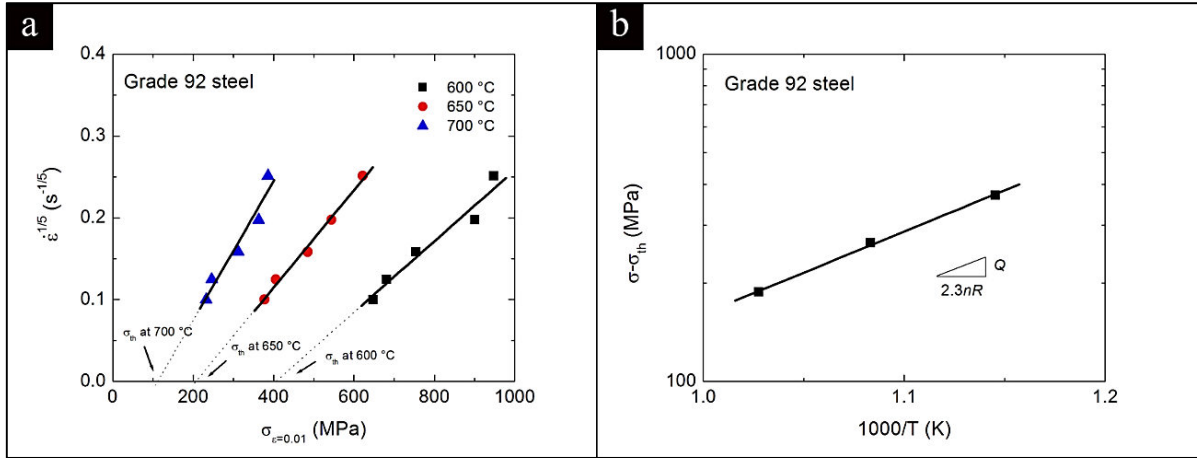 a
0.4
0.3
0.2
0.1
0.0
ε̇^1/5 (s^-1/5)
Grade 92 steel
600 °C
650 °C
700 °C
σth at 700 °C
σth at 650 °C
σth at 600 °C
0 200 400 600 800 1000
σε=0.01 (MPa)
b
1000
100
σ-σth (MPa)
Grade 92 steel
Q
2.3nR
1.0 1.1 1.2
1000/T (K)